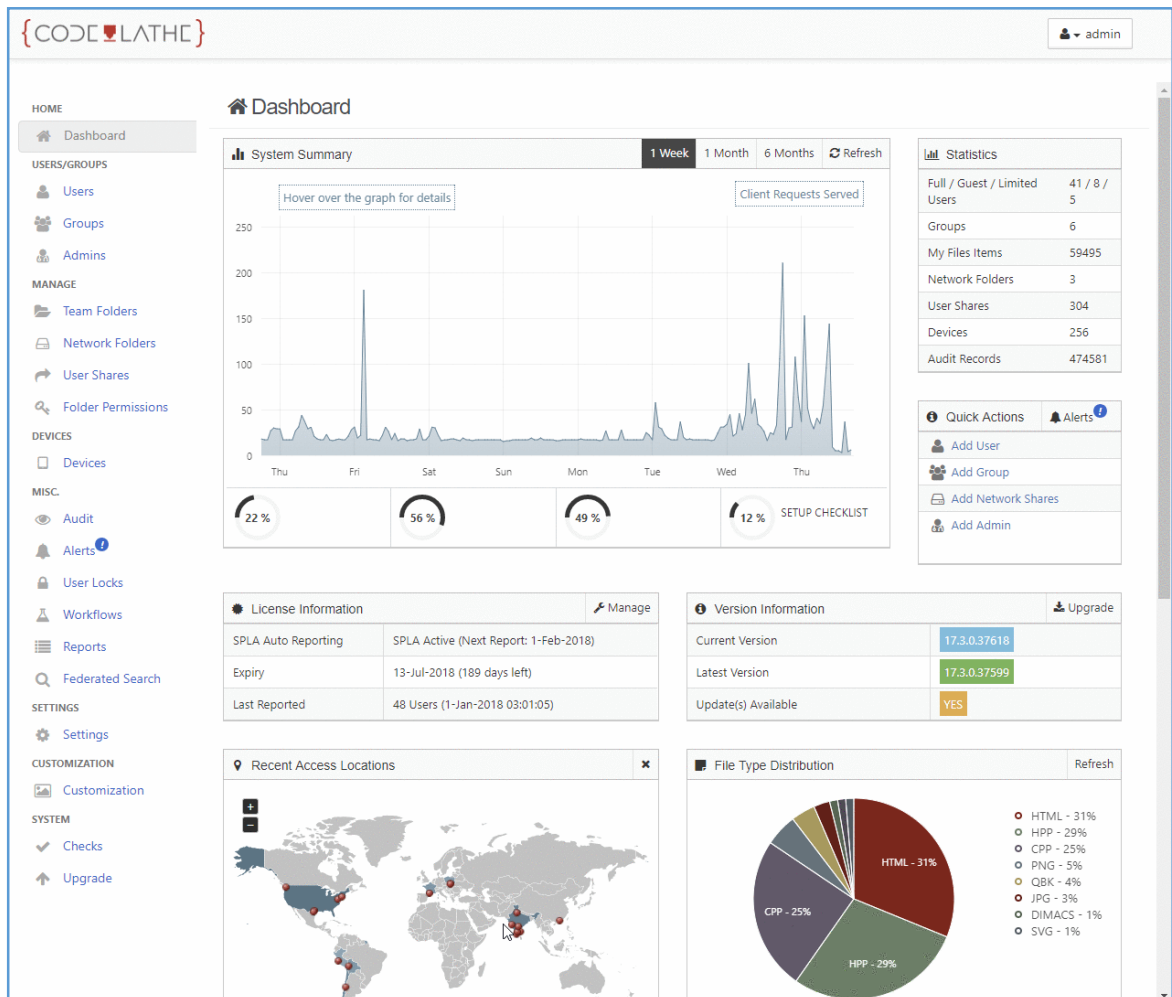 {CODE LATHE}
admin
HOME
Dashboard
USERS/GROUPS
Users
Groups
Admins
MANAGE
Team Folders
Network Folders
User Shares
Folder Permissions
DEVICES
Devices
MISC.
Audit
Alerts !
User Locks
Workflows
Reports
Federated Search
SETTINGS
Settings
CUSTOMIZATION
Customization
SYSTEM
Checks
Upgrade
Dashboard
System Summary 1 Week 1 Month 6 Months Refresh
Hover over the graph for details
Client Requests Served
250
200
150
100
50
0
Thu Fri Sat Sun Mon Tue Wed Thu
22 % 56 % 49 % 12 % SETUP CHECKLIST
Statistics
Full / Guest / Limited 41 / 8 /
Users 5
Groups 6
My Files Items 59495
Network Folders 3
User Shares 304
Devices 256
Audit Records 474581
Quick Actions Alerts !
Add User
Add Group
Add Network Shares
Add Admin
License Information Manage
SPLA Auto Reporting SPLA Active (Next Report: 1-Feb-2018)
Expiry 13-Jul-2018 (189 days left)
Last Reported 48 Users (1-Jan-2018 03:01:05)
Version Information Upgrade
Current Version 17.3.0.37618
Latest Version 17.3.0.37599
Update(s) Available YES
Recent Access Locations
+
−
File Type Distribution Refresh
HTML - 31%
CPP - 25%
HPP - 29%
HTML - 31%
HPP - 29%
CPP - 25%
PNG - 5%
QBK - 4%
JPG - 3%
DIMACS - 1%
SVG - 1%